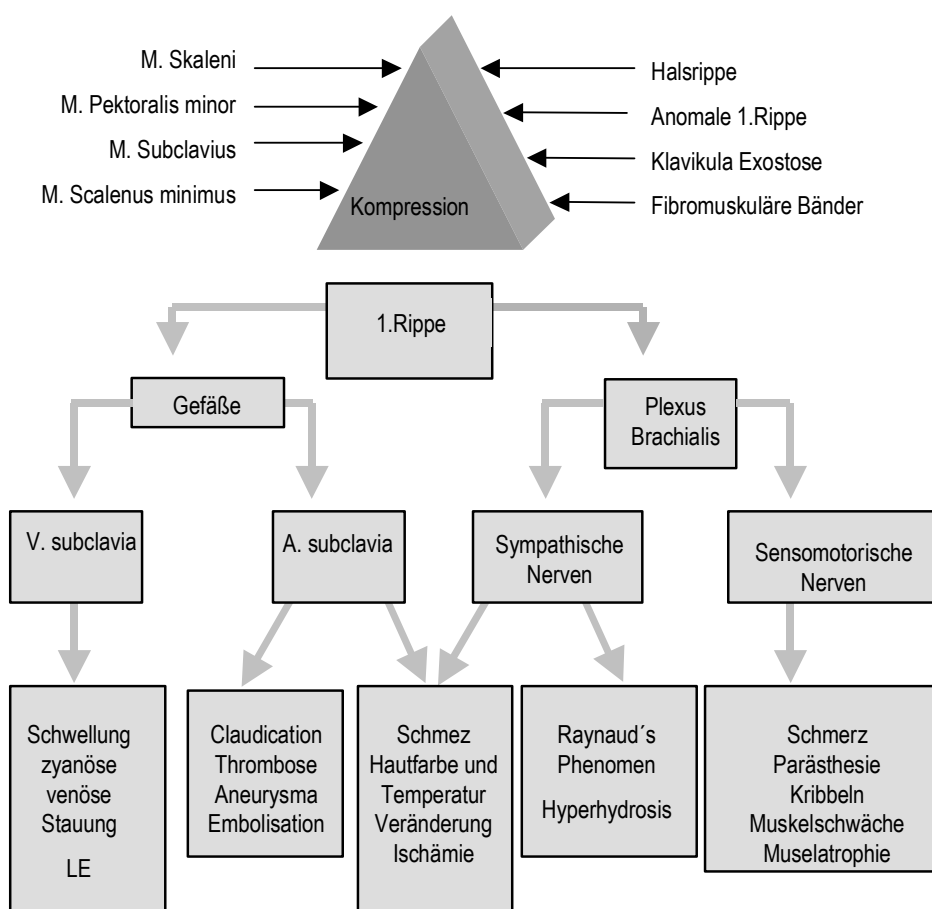 M. Skaleni
M. Pektoralis minor
M. Subclavius
M. Scalenus minimus
Halsrippe
Anomale 1.Rippe
Klavikula Exostose
Fibromuskuläre Bänder
Kompression
1.Rippe
Gefäße
Plexus
Brachialis
V. subclavia
A. subclavia
Sympathische
Nerven
Sensomotorische
Nerven
Schwellung
zyanöse
venöse
Stauung
LE
Claudication
Thrombose
Aneurysma
Embolisation
Schmez
Hautfarbe und
Temperatur
Veränderung
Ischämie
Raynaud´s
Phenomen
Hyperhydrosis
Schmerz
Parästhesie
Kribbeln
Muskelschwäche
Muselatrophie